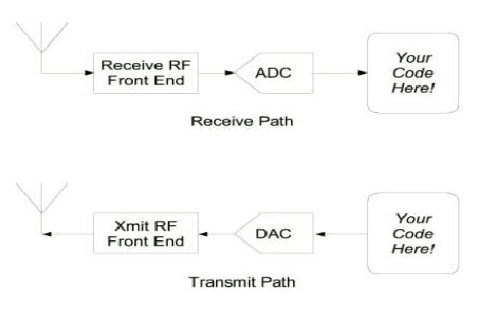 Receive RF
Front End
ADC
Your
Code
Here!
Receive Path
Xmit RF
Front End
DAC
Your
Code
Here!
Transmit Path